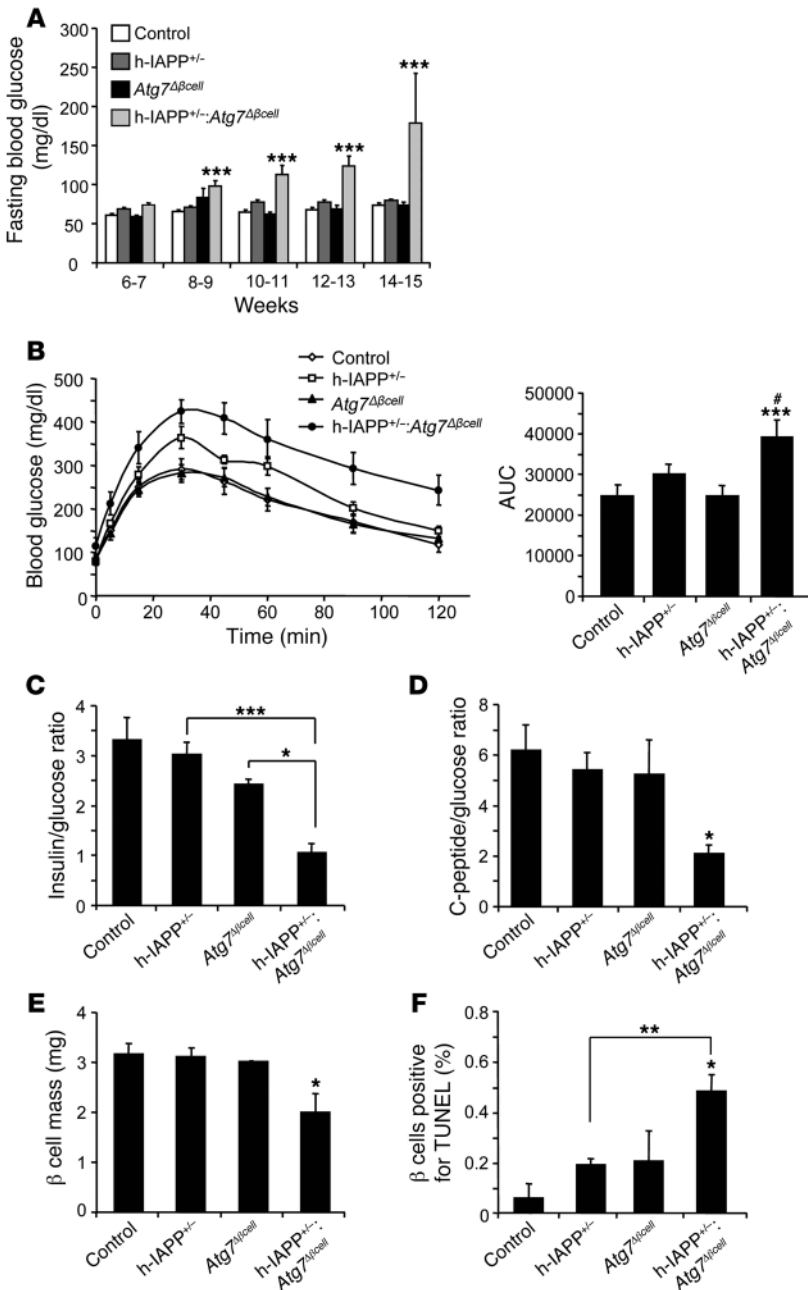 A
Control
h-IAPP+/–
Atg7Δβcell
h-IAPP+/–:Atg7Δβcell
Fasting blood glucose
(mg/dl)
300
250
200
150
100
50
0
***
***
***
***
6-7
8-9
10-11
12-13
14-15
Weeks
B
Control
h-IAPP+/–
Atg7Δβcell
h-IAPP+/–:Atg7Δβcell
Blood glucose (mg/dl)
500
400
300
200
100
0
0
20
40
60
80
100
120
Time (min)
AUC
50000
40000
30000
20000
10000
0
#
***
Control
h-IAPP+/–
Atg7Δβcell
h-IAPP+/–:
Atg7Δβcell
C
Insulin/glucose ratio
4
3
2
1
0
***
*
Control
h-IAPP+/–
Atg7Δβcell
h-IAPP+/–:
Atg7Δβcell
D
C-peptide/glucose ratio
8
6
4
2
0
*
Control
h-IAPP+/–
Atg7Δβcell
h-IAPP+/–:
Atg7Δβcell
E
β cell mass (mg)
4
3
2
1
0
*
Control
h-IAPP+/–
Atg7Δβcell
h-IAPP+/–:
Atg7Δβcell
F
β cells positive
for TUNEL (%)
0.8
0.6
0.4
0.2
0
**
*
Control
h-IAPP+/–
Atg7Δβcell
h-IAPP+/–:
Atg7Δβcell